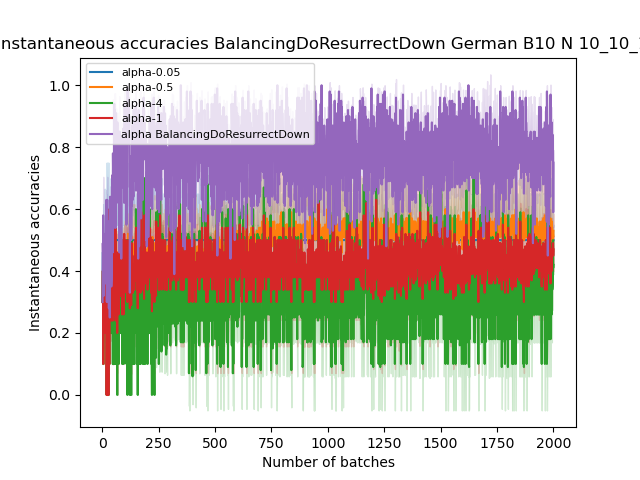 nstantaneous accuracies BalancingDoResurrectDown German B10 N 10_10_
alpha-0.05
alpha-0.5
alpha-4
alpha-1
alpha BalancingDoResurrectDown
Instantaneous accuracies
1.0
0.8
0.6
0.4
0.2
0.0
0
250
500
750
1000
1250
1500
1750
2000
Number of batches